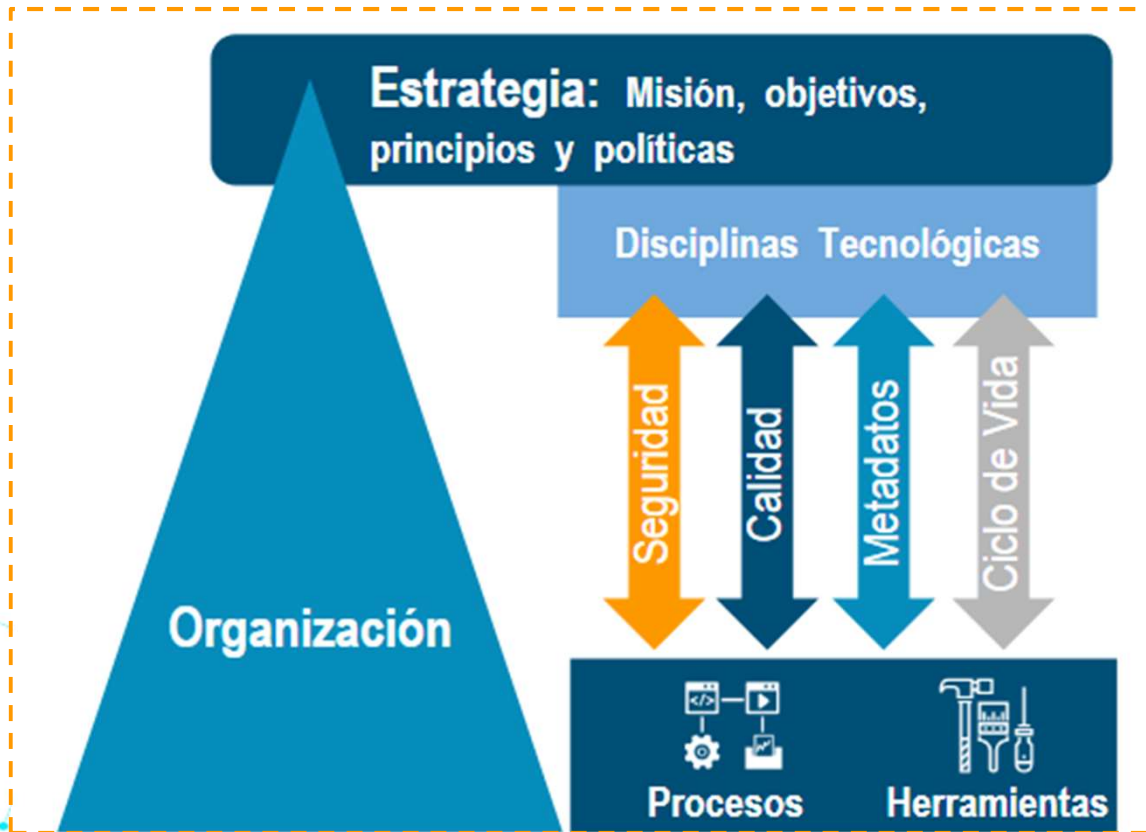 Estrategia: Misión, objetivos,
principios y políticas
Disciplinas Tecnológicas
Seguridad
Calidad
Metadatos
Ciclo de Vida
Organización
Procesos
Herramientas